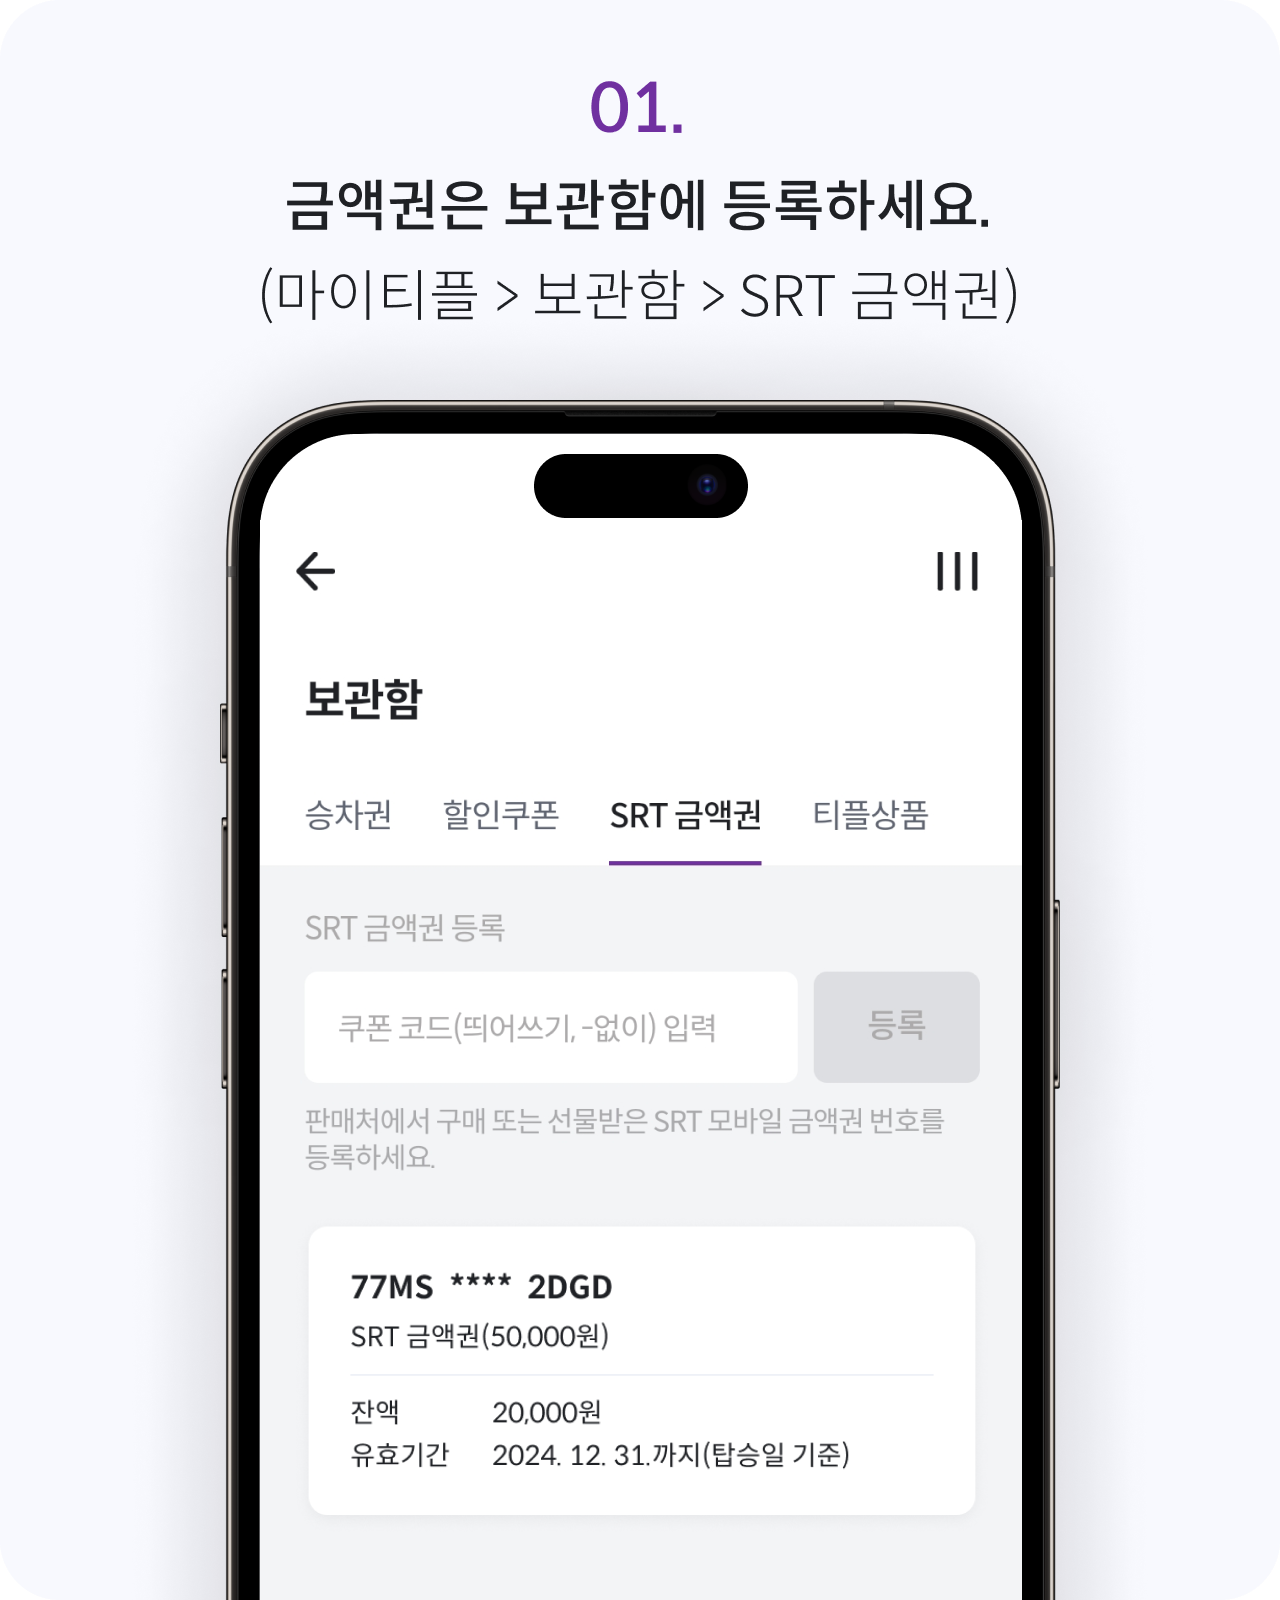 01.
금액권은 보관함에 등록하세요.
(마이티플 > 보관함 > SRT 금액권)
보관함
승차권 할인쿠폰 SRT 금액권 티플상품
SRT 금액권 등록
쿠폰 코드(띄어쓰기, -없이) 입력 등록
판매처에서 구매 또는 선물받은 SRT 모바일 금액권 번호를
등록하세요.
77MS **** 2DGD
SRT 금액권(50,000원)
잔액 20,000원
유효기간 2024. 12. 31.까지(탑승일 기준)